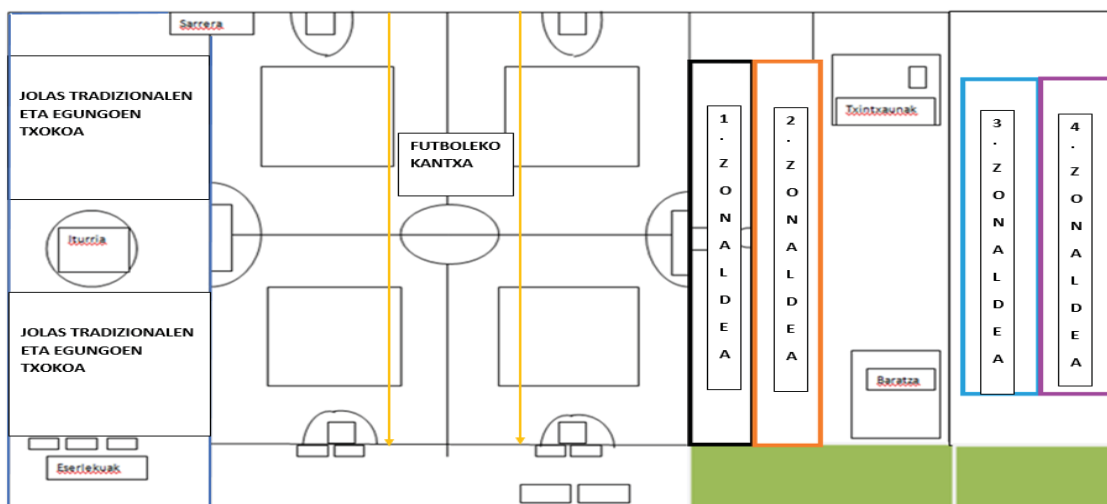 Sarrera
JOLAS TRADIZIONALEN
ETA EGUNGOEN
TXOKOA
FUTBOLEKO
KANTXA
1. ZONALDEA
2. ZONALDEA
Txintxaunak
3. ZONALDEA
4. ZONALDEA
Iturria
JOLAS TRADIZIONALEN
ETA EGUNGOEN
TXOKOA
Baratza
Eserlekuak